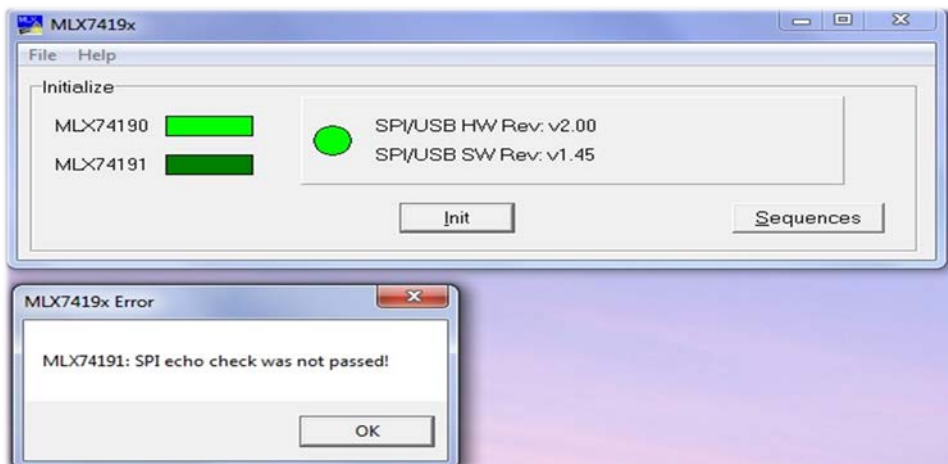 MLX7419x
File Help
Initialize
MLX74190
SPI/USB HW Rev: v2.00
MLX74191
SPI/USB SW Rev: v1.45
Init
Sequences
MLX7419x Error
MLX74191: SPI echo check was not passed!
OK